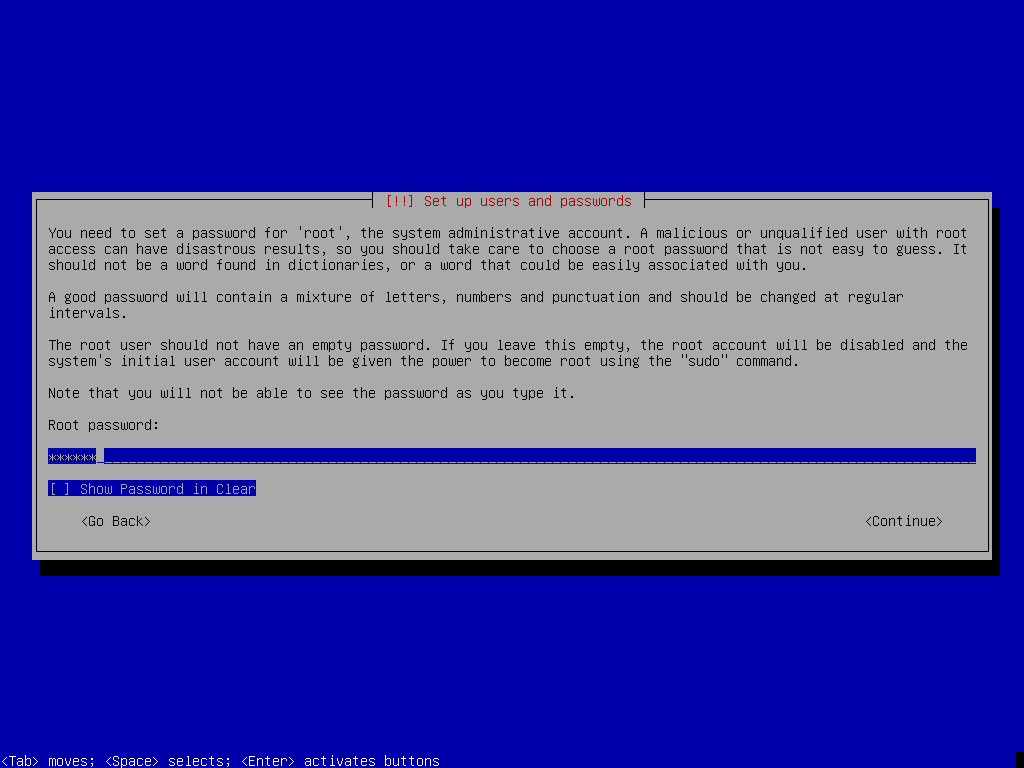 [!!] Set up users and passwords
You need to set a password for 'root', the system administrative account. A malicious or unqualified user with root
access can have disastrous results, so you should take care to choose a root password that is not easy to guess. It
should not be a word found in dictionaries, or a word that could be easily associated with you.
A good password will contain a mixture of letters, numbers and punctuation and should be changed at regular
intervals.
The root user should not have an empty password. If you leave this empty, the root account will be disabled and the
system's initial user account will be given the power to become root using the "sudo" command.
Note that you will not be able to see the password as you type it.
Root password:
******
[ ] Show Password in Clear
<Go Back> <Continue>
<Tab> moves; <Space> selects; <Enter> activates buttons